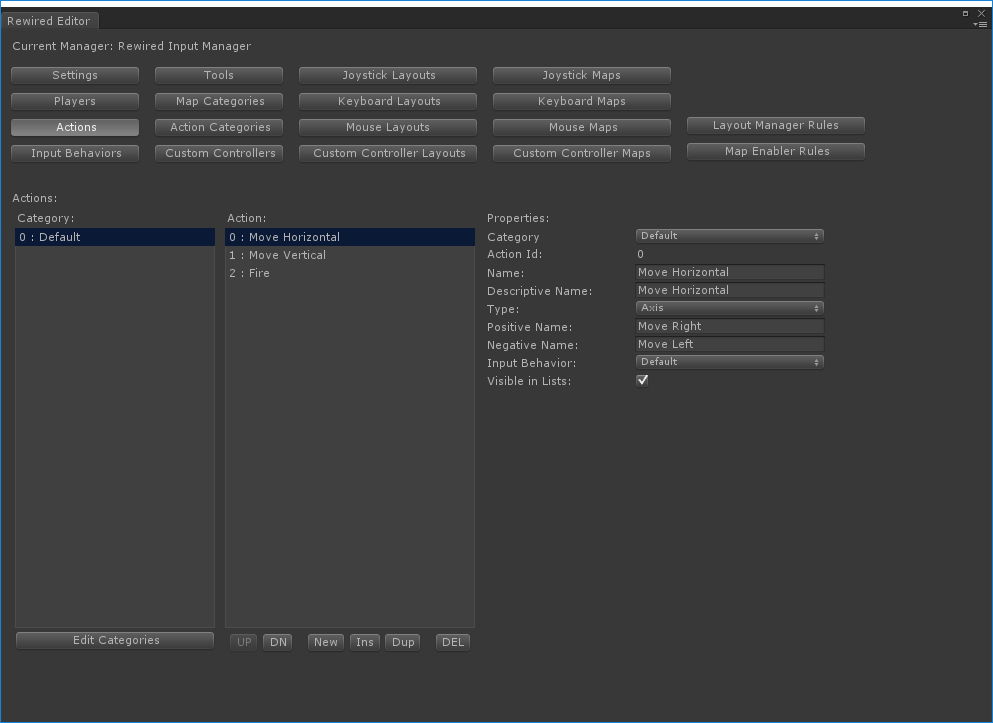 Rewired Editor
Current Manager: Rewired Input Manager
Settings Tools Joystick Layouts Joystick Maps
Players Map Categories Keyboard Layouts Keyboard Maps
Actions Action Categories Mouse Layouts Mouse Maps Layout Manager Rules
Input Behaviors Custom Controllers Custom Controller Layouts Custom Controller Maps Map Enabler Rules
Actions:
Category: Action: Properties:
0 : Default 0 : Move Horizontal Category Default
1 : Move Vertical Action Id: 0
2 : Fire Name: Move Horizontal
Descriptive Name: Move Horizontal
Type: Axis
Positive Name: Move Right
Negative Name: Move Left
Input Behavior: Default
Visible in Lists:
Edit Categories UP DN New Ins Dup DEL